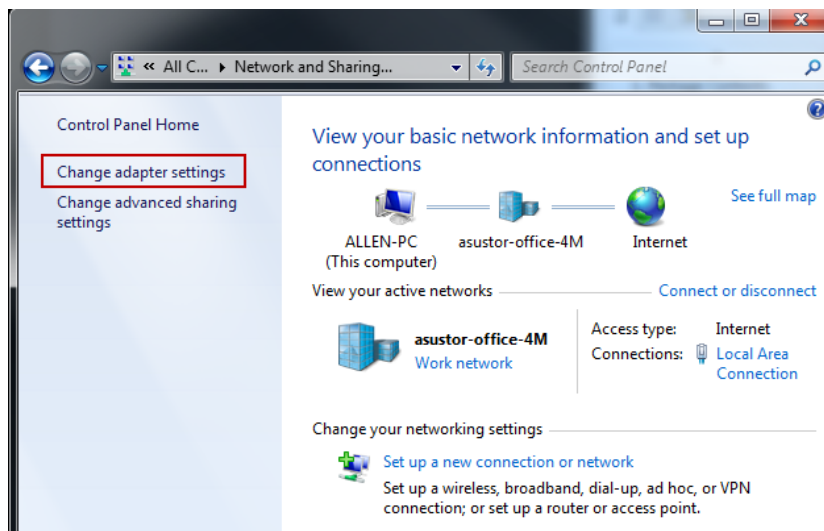 « All C... ▸ Network and Sharing...
Search Control Panel
Control Panel Home
Change adapter settings
Change advanced sharing
settings
View your basic network information and set up
connections
See full map
ALLEN-PC
(This computer)
asustor-office-4M
Internet
View your active networks
Connect or disconnect
asustor-office-4M
Work network
Access type: Internet
Connections: Local Area
Connection
Change your networking settings
Set up a new connection or network
Set up a wireless, broadband, dial-up, ad hoc, or VPN
connection; or set up a router or access point.